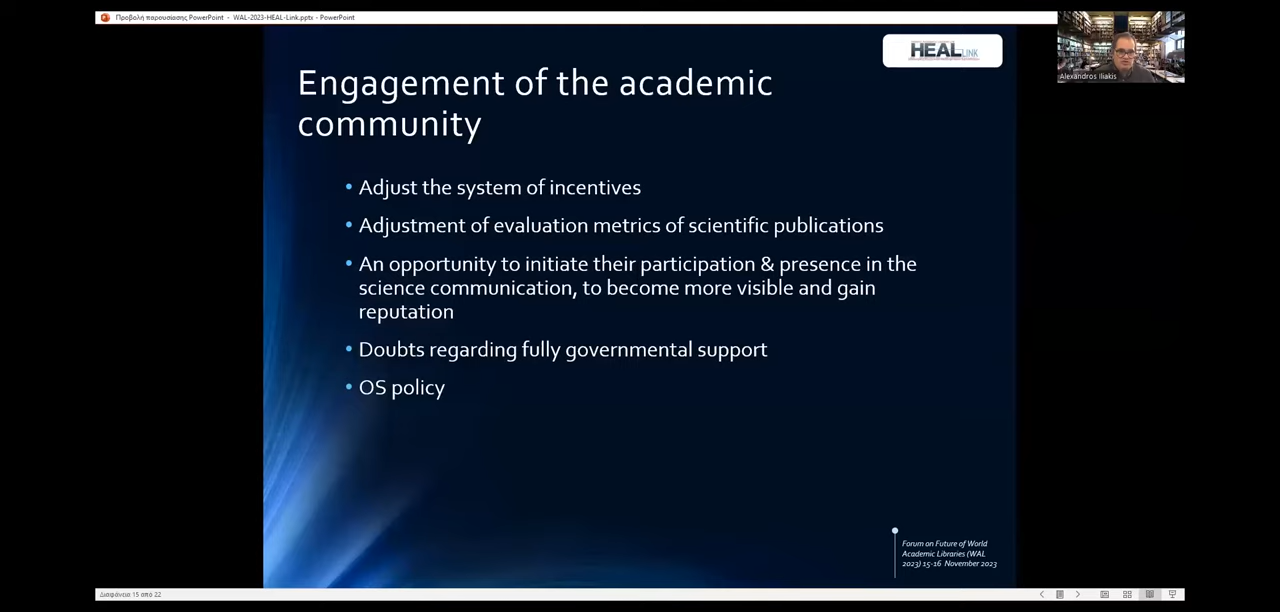 Προβολή παρουσίασης PowerPoint - WAL-2023-HEAL-Link.pptx - PowerPoint
HEAL LINK
Alexandros Iliakis
Engagement of the academic
community
• Adjust the system of incentives
• Adjustment of evaluation metrics of scientific publications
• An opportunity to initiate their participation & presence in the
science communication, to become more visible and gain
reputation
• Doubts regarding fully governmental support
• OS policy
Forum on Future of World
Academic Libraries (WAL
2023) 15-16 November 2023
Διαφάνεια 15 από 22